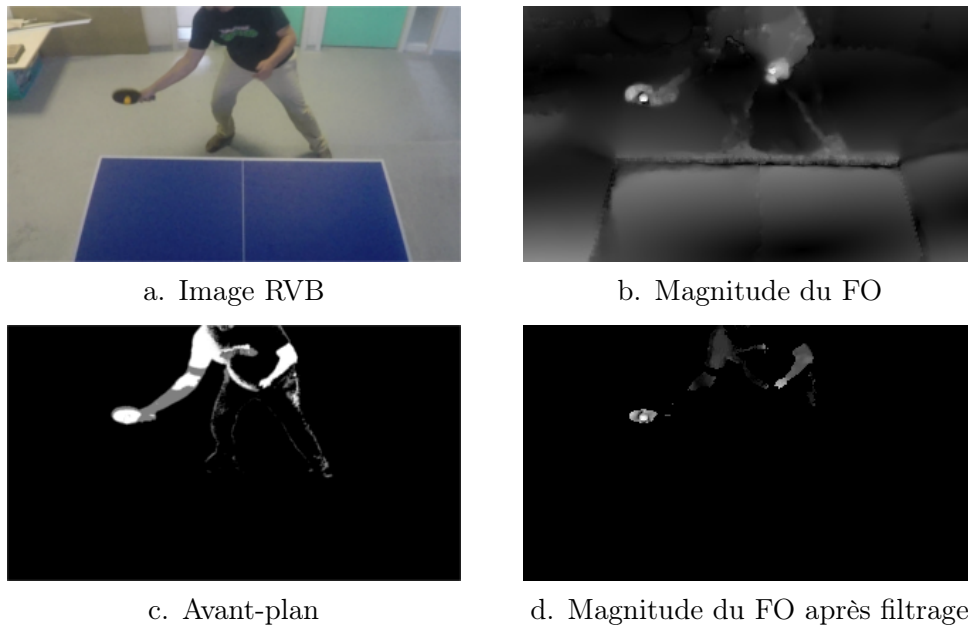 a. Image RVB
b. Magnitude du FO
c. Avant-plan
d. Magnitude du FO après filtrage